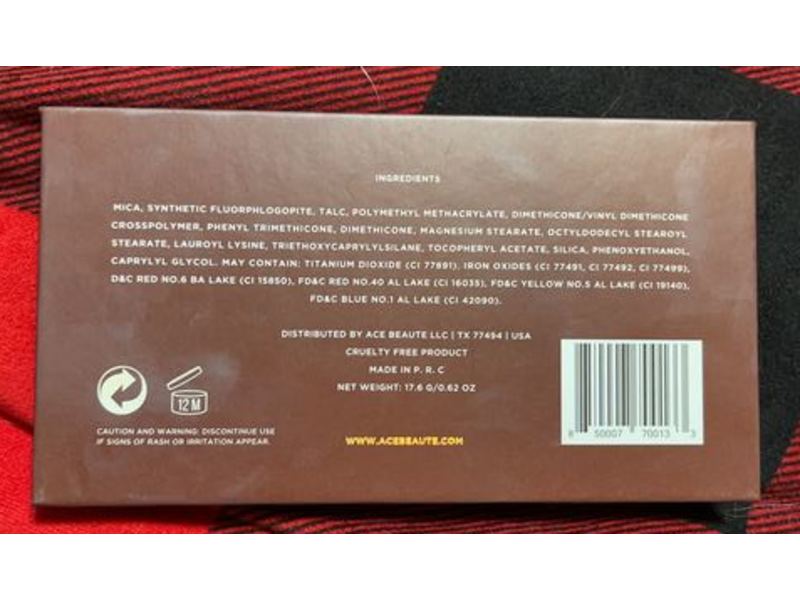 INGREDIENTS
MICA, SYNTHETIC FLUORPHLOGOPITE, TALC, POLYMETHYL METHACRYLATE, DIMETHICONE/VINYL DIMETHICONE
CROSSPOLYMER, PHENYL TRIMETHICONE, DIMETHICONE, MAGNESIUM STEARATE, OCTYLDODECYL STEAROYL
STEARATE, LAUROYL LYSINE, TRIETHOXYCAPRYLYLSILANE, TOCOPHERYL ACETATE, SILICA, PHENOXYETHANOL,
CAPRYLYL GLYCOL. MAY CONTAIN: TITANIUM DIOXIDE (CI 77891), IRON OXIDES (CI 77491, CI 77492, CI 77499),
D&C RED NO.6 BA LAKE (CI 15850), FD&C RED NO.40 AL LAKE (CI 16035), FD&C YELLOW NO.5 AL LAKE (CI 19140),
FD&C BLUE NO.1 AL LAKE (CI 42090).
DISTRIBUTED BY ACE BEAUTE LLC | TX 77494 | USA
CRUELTY FREE PRODUCT
MADE IN P. R. C
NET WEIGHT: 17.6 G/0.62 OZ
12 M
CAUTION AND WARNING: DISCONTINUE USE
IF SIGNS OF RASH OR IRRITATION APPEAR.
WWW.ACEBEAUTE.COM
8 50007 70013 3